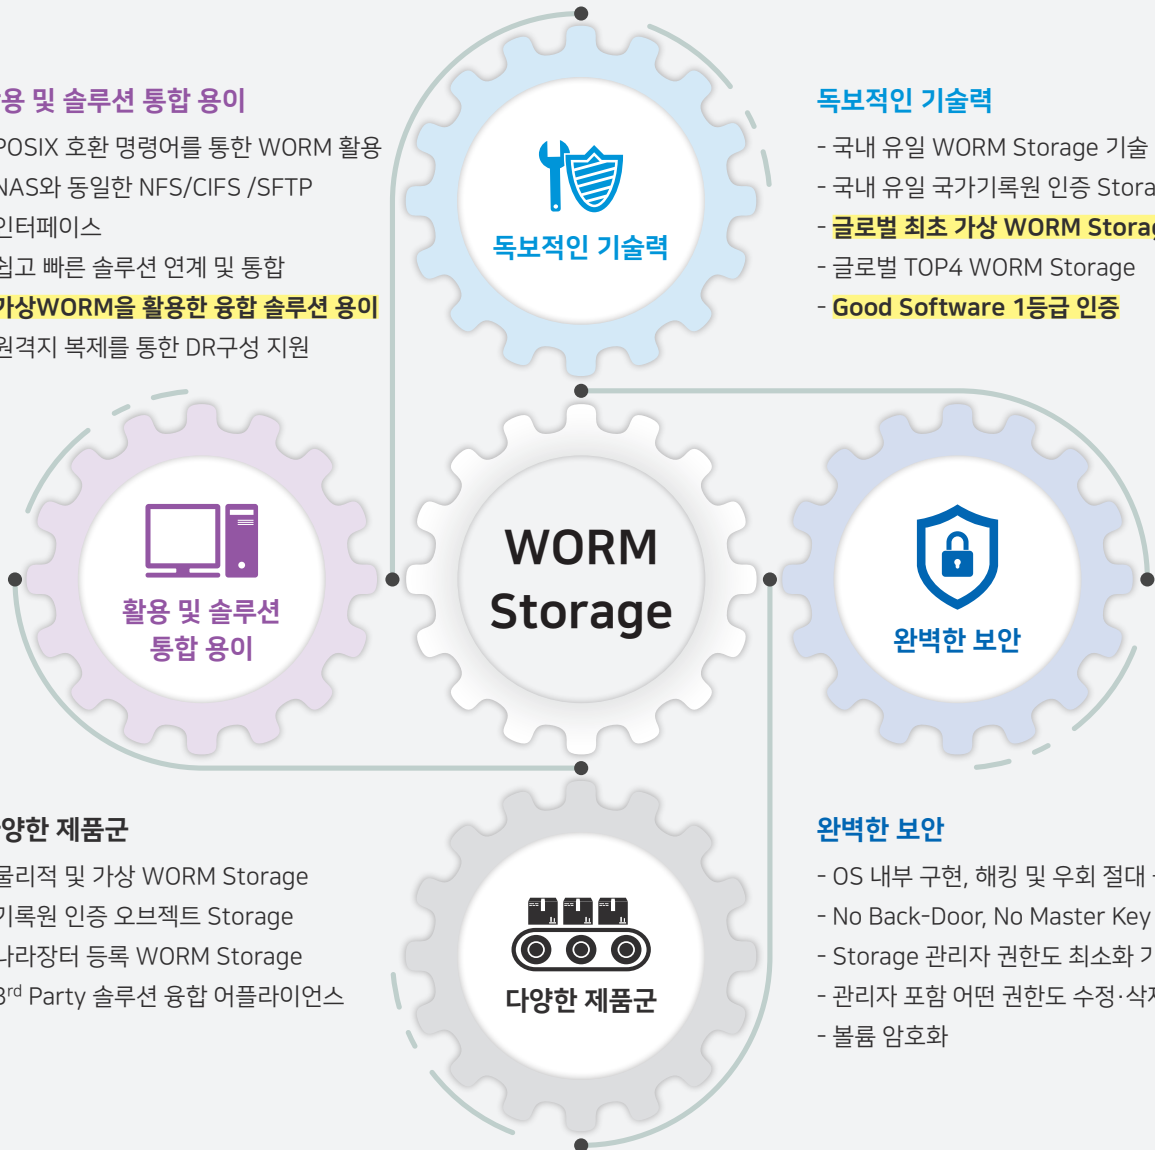 용 및 솔루션 통합 용이
POSIX 호환 명령어를 통한 WORM 활용
NAS와 동일한 NFS/CIFS /SFTP
인터페이스
쉽고 빠른 솔루션 연계 및 통합
가상WORM을 활용한 융합 솔루션 용이
원격지 복제를 통한 DR구성 지원
독보적인 기술력
독보적인 기술력
- 국내 유일 WORM Storage 기술
- 국내 유일 국가기록원 인증
- 글로벌 최초 가상 WORM
- 글로벌 TOP4 WORM Storage
- Good Software 1등급 인증
활용 및 솔루션
통합 용이
WORM
Storage
완벽한 보안
양한 제품군
물리적 및 가상 WORM Storage
기록원 인증 오브젝트 Storage
나라장터 등록 WORM Storage
3rd Party 솔루션 융합 어플라이언스
다양한 제품군
완벽한 보안
- OS 내부 구현, 해킹 및 우회 절대
- No Back-Door, No Master Key
- Storage 관리자 권한도 최소화
- 관리자 포함 어떤 권한도
- 볼륨 암호화